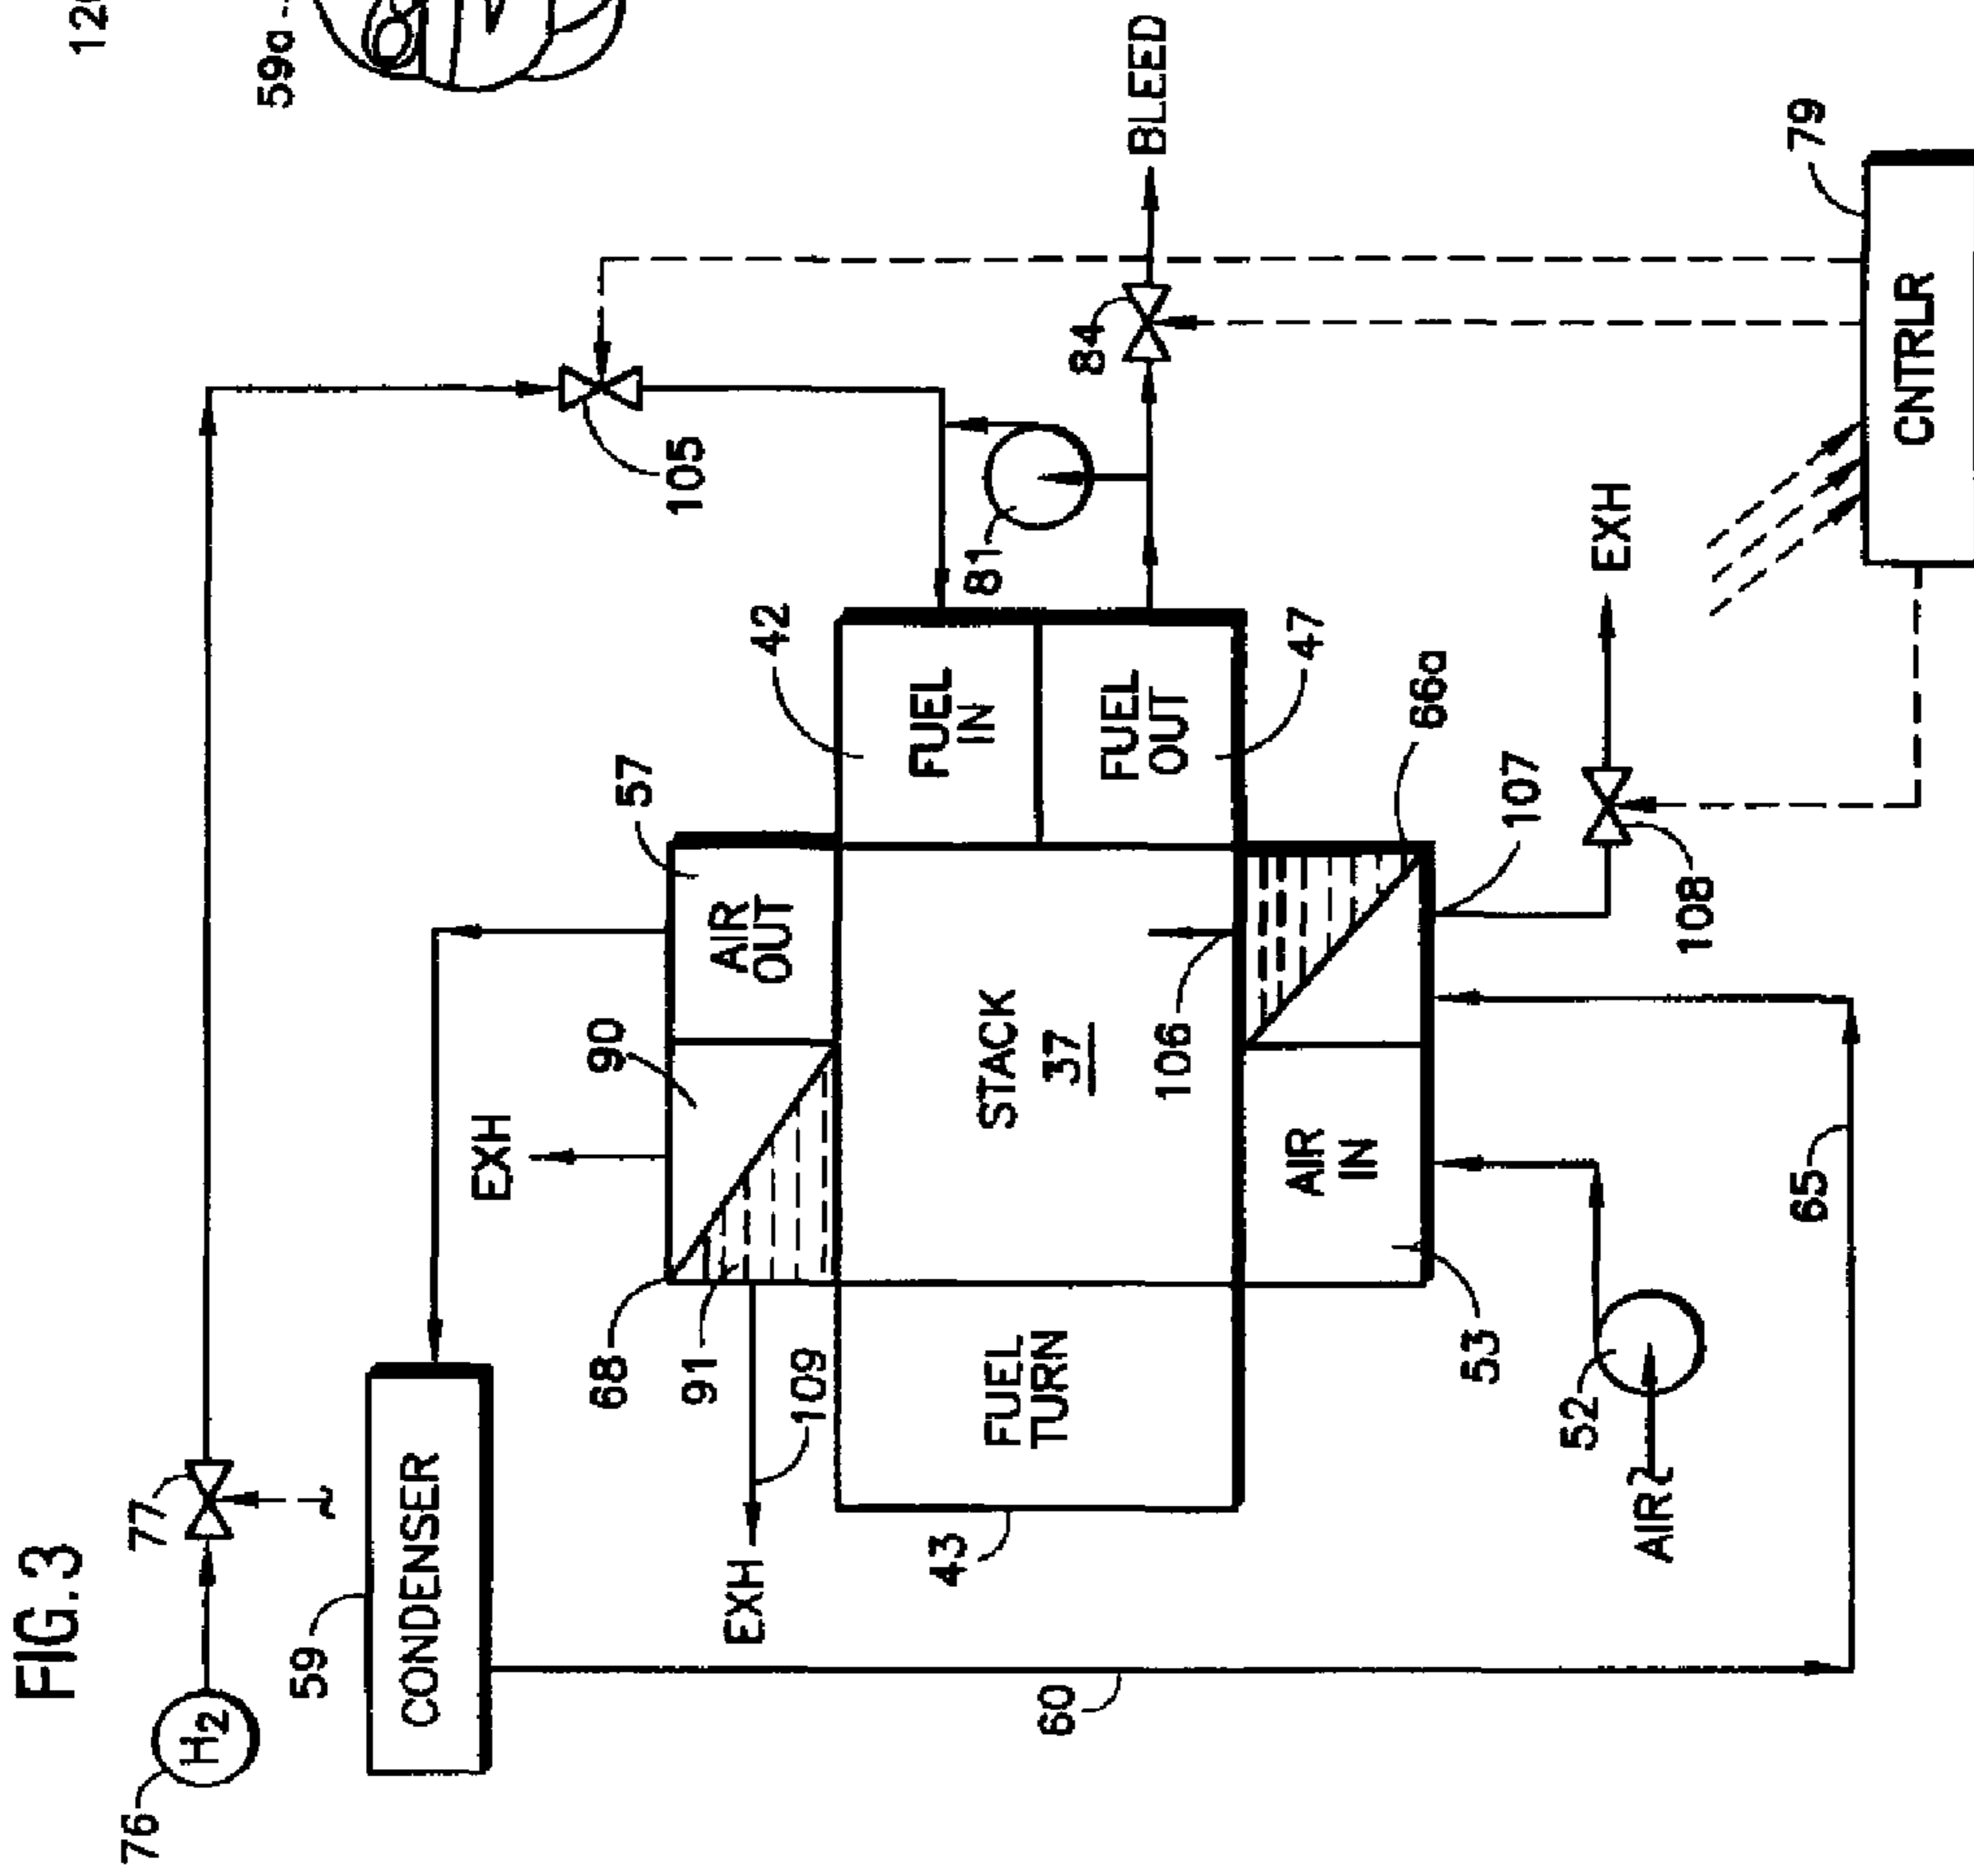 FIG.3
76
H2
77
59
CONDENSER
60
EXH
109
91
68
EXH
90
57
AIR
OUT
43
FUEL
TURN
STACK
37
106
42
FUEL
IN
FUEL
OUT
47
81
105
84
BLEED
59a
AIR
52
53
AIR
IN
65
66a
107
108
EXH
CNTRLR
79